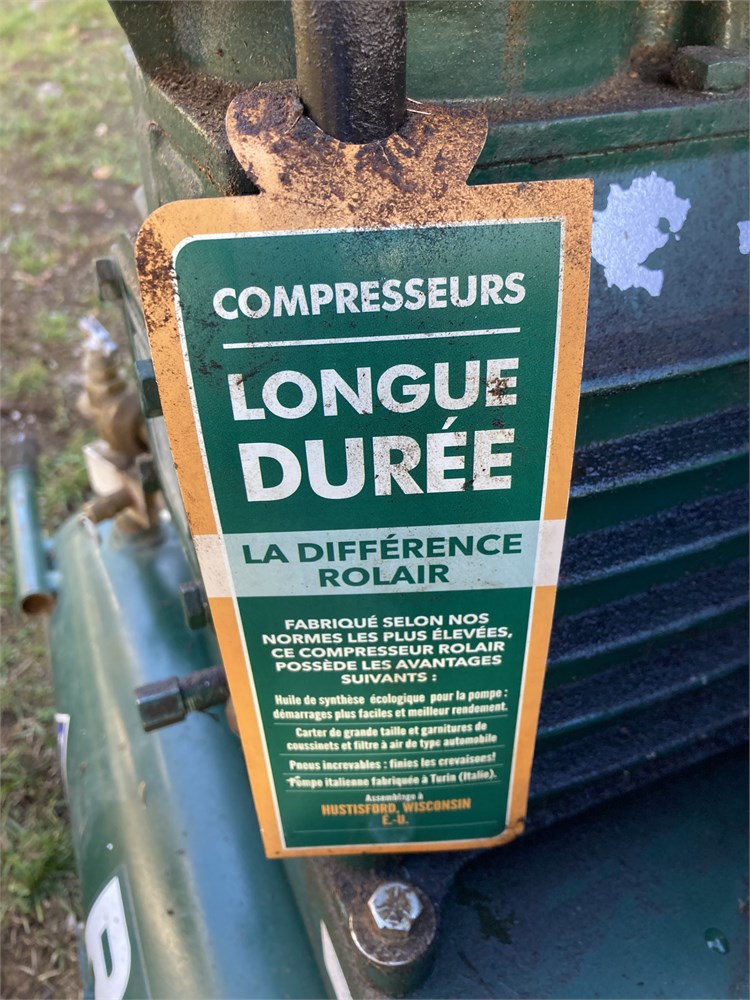 COMPRESSEURS
LONGUE
DURÉE
LA DIFFÉRENCE
ROLAIR
FABRIQUÉ SELON NOS
NORMES LES PLUS ÉLEVÉES,
CE COMPRESSEUR ROLAIR
POSSÈDE LES AVANTAGES
SUIVANTS :
Huile de synthèse écologique pour la pompe :
démarrages plus faciles et meilleur rendement.
Carter de grande taille et garnitures de
coussinets et filtre à air de type automobile
Pneus increvables : finies les crevaisons!
Pompe italienne fabriquée à Turin (Italie).
Assemblage à
HUSTISFORD, WISCONSIN
É.-U.